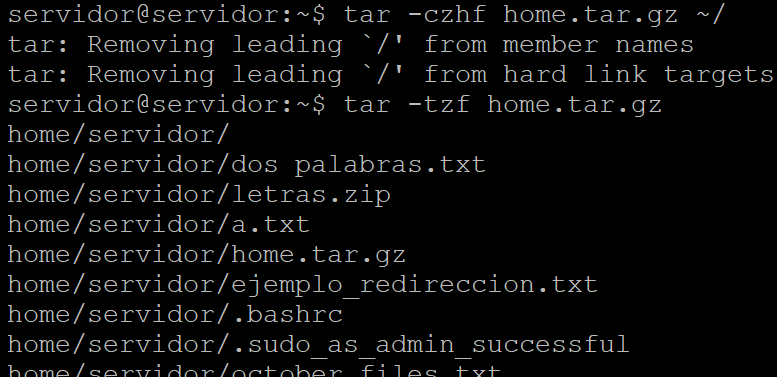 servidor@servidor:~$ tar -czhf home.tar.gz ~/
tar: Removing leading `/' from member names
tar: Removing leading `/' from hard link targets
servidor@servidor:~$ tar -tzf home.tar.gz
home/servidor/
home/servidor/dos palabras.txt
home/servidor/letras.zip
home/servidor/a.txt
home/servidor/home.tar.gz
home/servidor/ejemplo_redireccion.txt
home/servidor/.bashrc
home/servidor/.sudo_as_admin_successful
home/servidor/october_files.txt